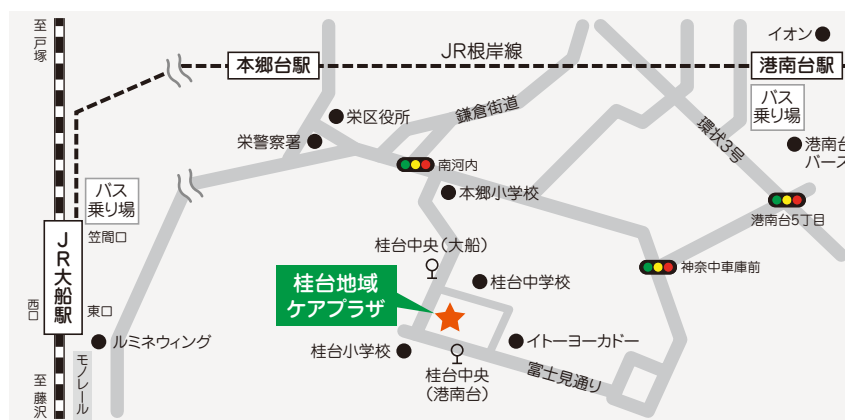 至戸塚
本郷台駅
JR根岸線
イオン
港南台駅
バス
乗り場
栄区役所
鎌倉街道
環状3号
栄警察署
南河内
港南台
バース
バス
乗り場
本郷小学校
港南台5丁目
笠間口
JR大船駅
桂台中央(大船)
神奈中車庫前
桂台地域
ケアプラザ
桂台中学校
西口
東口
ルミネウィング
イトーヨーカドー
桂台小学校
桂台中央
(港南台)
富士見通り
モノレール
至藤沢